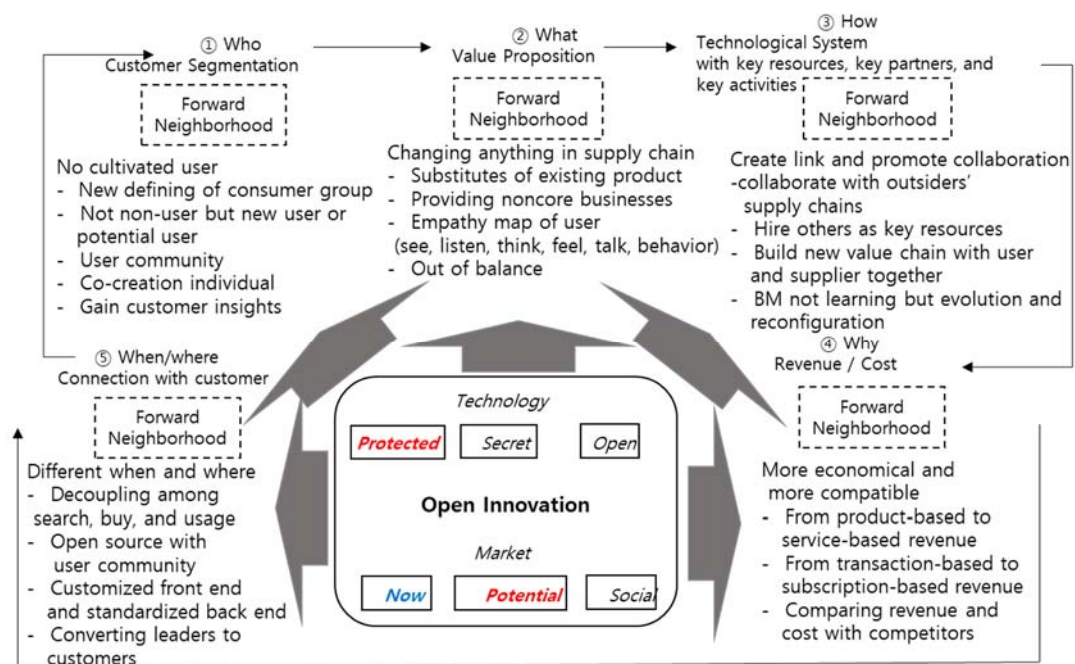 ① Who
Customer Segmentation
Forward
Neighborhood
No cultivated user
- New defining of consumer group
- Not non-user but new user or
potential user
- User community
- Co-creation individual
- Gain customer insights
② What
Value Proposition
Forward
Neighborhood
Changing anything in supply chain
- Substitutes of existing product
- Providing noncore businesses
- Empathy map of user
(see, listen, think, feel, talk, behavior)
- Out of balance
③ How
Technological System
with key resources, key partners, and
key activities
Forward
Neighborhood
Create link and promote collaboration
-collaborate with outsiders'
supply chains
- Hire others as key resources
- Build new value chain with user
and supplier together
- BM not learning but evolution and
reconfiguration
④ Why
Revenue / Cost
Forward
Neighborhood
More economical and
more compatible
- From product-based to
service-based revenue
- From transaction-based to
subscription-based revenue
- Comparing revenue and
cost with competitors
⑤ When/where
Connection with customer
Forward
Neighborhood
Different when and where
- Decoupling among
search, buy, and usage
- Open source with
user community
- Customized front end
and standardized back end
- Converting leaders to
customers
Technology
Protected
Secret
Open
Open Innovation
Market
Now
Potential
Social